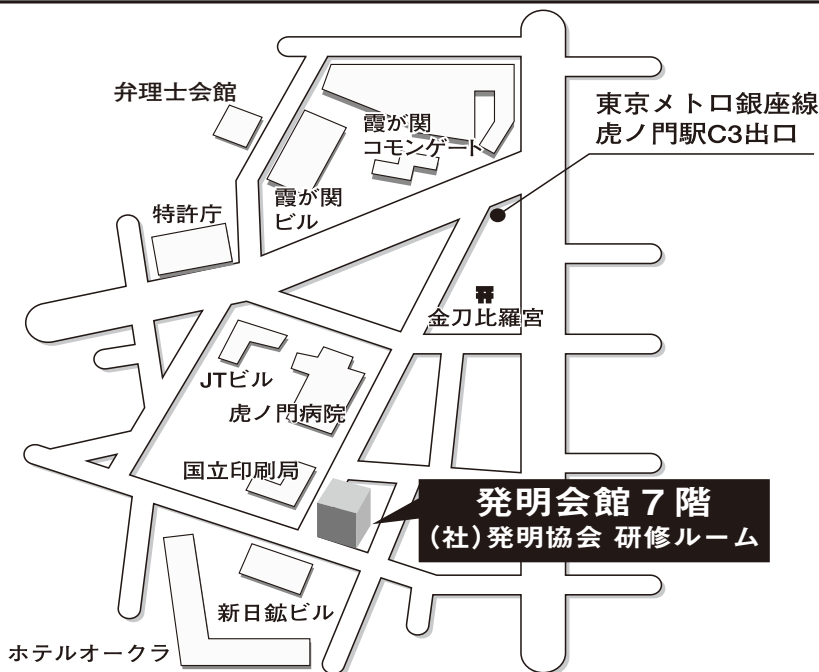 弁理士会館
霞が関
コモンゲート
東京メトロ銀座線
虎ノ門駅C3出口
霞が関
ビル
特許庁
金刀比羅宮
JTビル
虎ノ門病院
国立印刷局
発明会館7階
(社)発明協会 研修ルーム
新日鉱ビル
ホテルオークラ